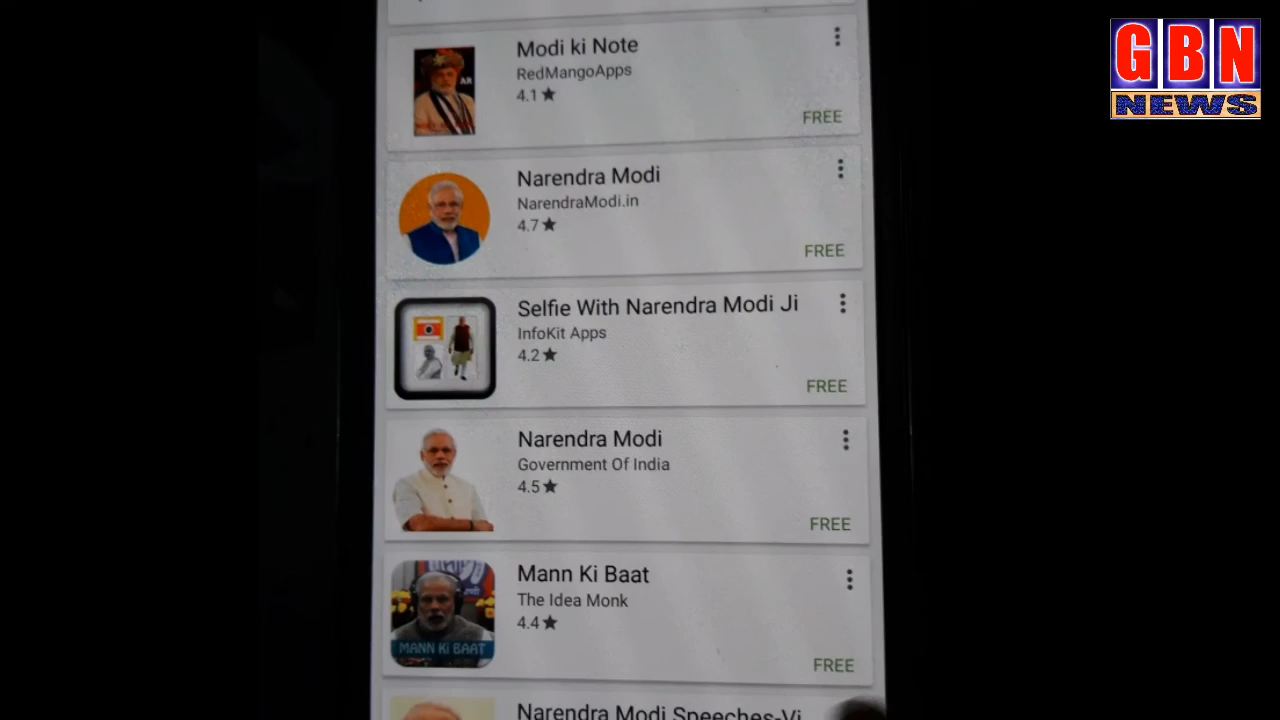 GBN
NEWS
Modi ki Note
RedMangoApps
4.1★
FREE
Narendra Modi
NarendraModi.in
4.7★
FREE
Selfie With Narendra Modi Ji
InfoKit Apps
4.2★
FREE
Narendra Modi
Government Of India
4.5★
FREE
Mann Ki Baat
The Idea Monk
4.4★
FREE
MANN Ki BAAT
Narendra Modi Speeches-Vi